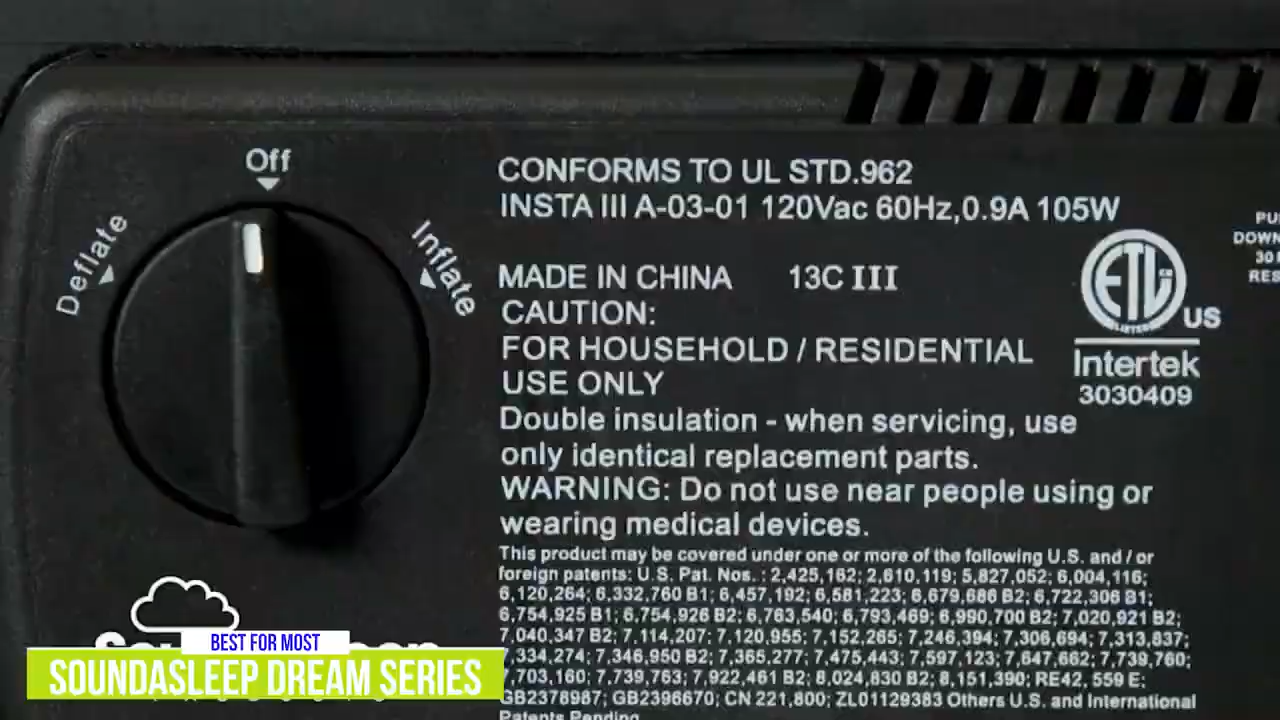 Off
Deflate
Inflate
CONFORMS TO UL STD.962
INSTA III A-03-01 120Vac 60Hz,0.9A 105W
MADE IN CHINA 13C III
CAUTION:
FOR HOUSEHOLD / RESIDENTIAL
USE ONLY
Double insulation - when servicing, use
only identical replacement parts.
WARNING: Do not use near people using or
wearing medical devices.
This product may be covered under one or more of the following U.S. and / or
foreign patents: U.S. Pat. Nos. : 2,425,162; 2,610,119; 5,827,052; 6,004,116;
6,120,264; 6,332,760 B1; 6,457,192; 6,581,223; 6,679,686 B2; 6,722,306 B1;
6,754,925 B1; 6,754,926 B2; 6,763,540; 6,793,469; 6,990,700 B2; 7,020,921 B2;
7,040,347 B2; 7,114,207; 7,120,955; 7,152,265; 7,246,394; 7,306,694; 7,313,837;
,334,274; 7,346,950 B2; 7,365,277; 7,475,443; 7,597,123; 7,647,662; 7,739,760;
,703,160; 7,739,763; 7,922,461 B2; 8,024,830 B2; 8,151,390; RE42, 559 E;
GB2378987; GB2396670; CN 221,800; ZL01129383 Others U.S. and International
Patents Pending
ETL
LISTED
US
Intertek
3030409
DOWN
30
RES
BEST FOR MOST
SOUNDASLEEP DREAM SERIES